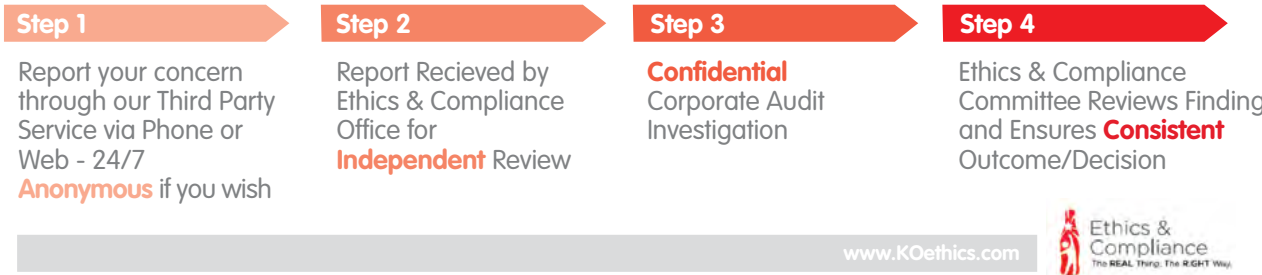 Step 1
Report your concern
through our Third Party
Service via Phone or
Web - 24/7
Anonymous if you wish
Step 2
Report Recieved by
Ethics & Compliance
Office for
Independent Review
Step 3
Confidential
Corporate Audit
Investigation
Step 4
Ethics & Compliance
Committee Reviews Finding
and Ensures Consistent
Outcome/Decision
www.KOethics.com
Ethics &
Compliance
The REAL Thing. The RIGHT Way.